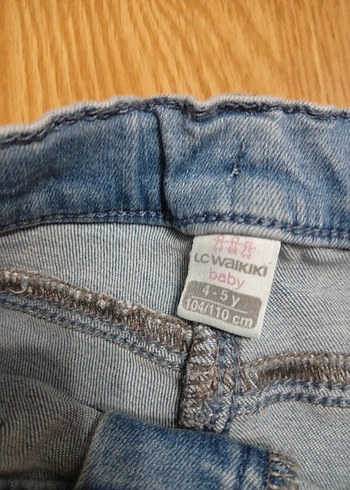 LC WAIKIKI
baby
4 - 5 y
104/110 cm